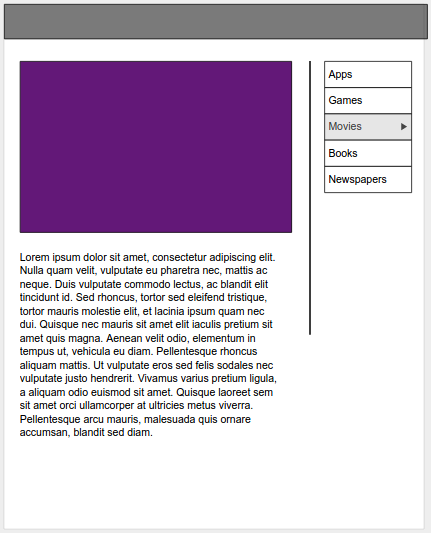 Apps
Games
Movies
Books
Newspapers
Lorem ipsum dolor sit amet, consectetur adipiscing elit.
Nulla quam velit, vulputate eu pharetra nec, mattis ac
neque. Duis vulputate commodo lectus, ac blandit elit
tincidunt id. Sed rhoncus, tortor sed eleifend tristique,
tortor mauris molestie elit, et lacinia ipsum quam nec
dui. Quisque nec mauris sit amet elit iaculis pretium sit
amet quis magna. Aenean velit odio, elementum in
tempus ut, vehicula eu diam. Pellentesque rhoncus
aliquam mattis. Ut vulputate eros sed felis sodales nec
vulputate justo hendrerit. Vivamus varius pretium ligula,
a aliquam odio euismod sit amet. Quisque laoreet sem
sit amet orci ullamcorper at ultricies metus viverra.
Pellentesque arcu mauris, malesuada quis ornare
accumsan, blandit sed diam.